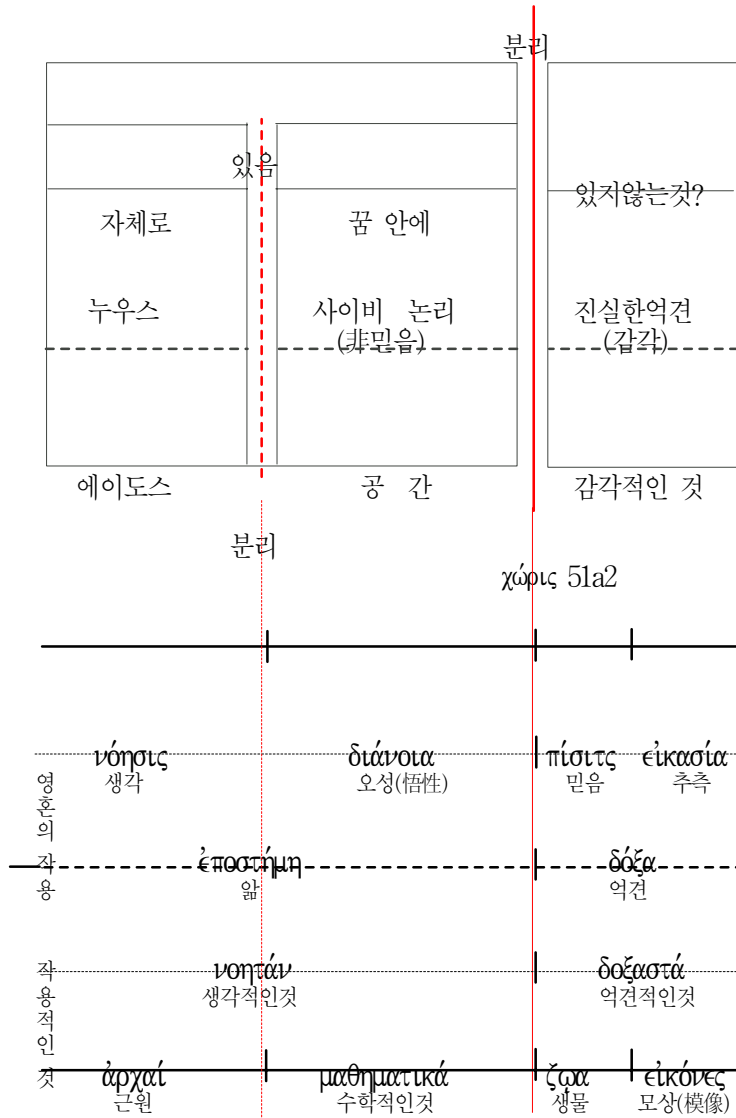 분리
있음
있지않는것?
자체로 꿈 안에
누우스 사이비 논리 진실한억견
(非믿음) (감각)
에이도스 공 간 감각적인 것
분리
χώρις 51a2
νόησις διάνοια πίσιτς εἰκασία
생각 오성(悟性) 믿음 추측
영혼의 작용
ἐποστήμη δόξα
앎 억견
작용적인것
νοητάν δοξαστά
생각적인것 억견적인것
ἀρχαί μαθηματικά ζῳα εἰκόνες
근원 수학적인것 생물 모상(模像)